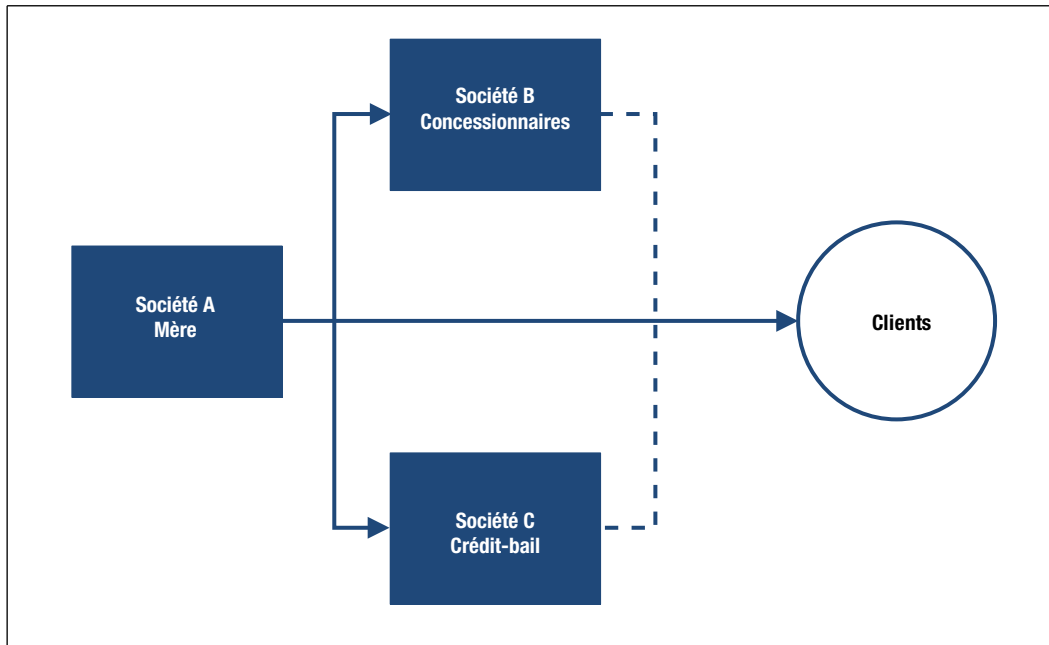 Société B
Concessionnaires
Société A
Mère
Clients
Société C
Crédit-bail